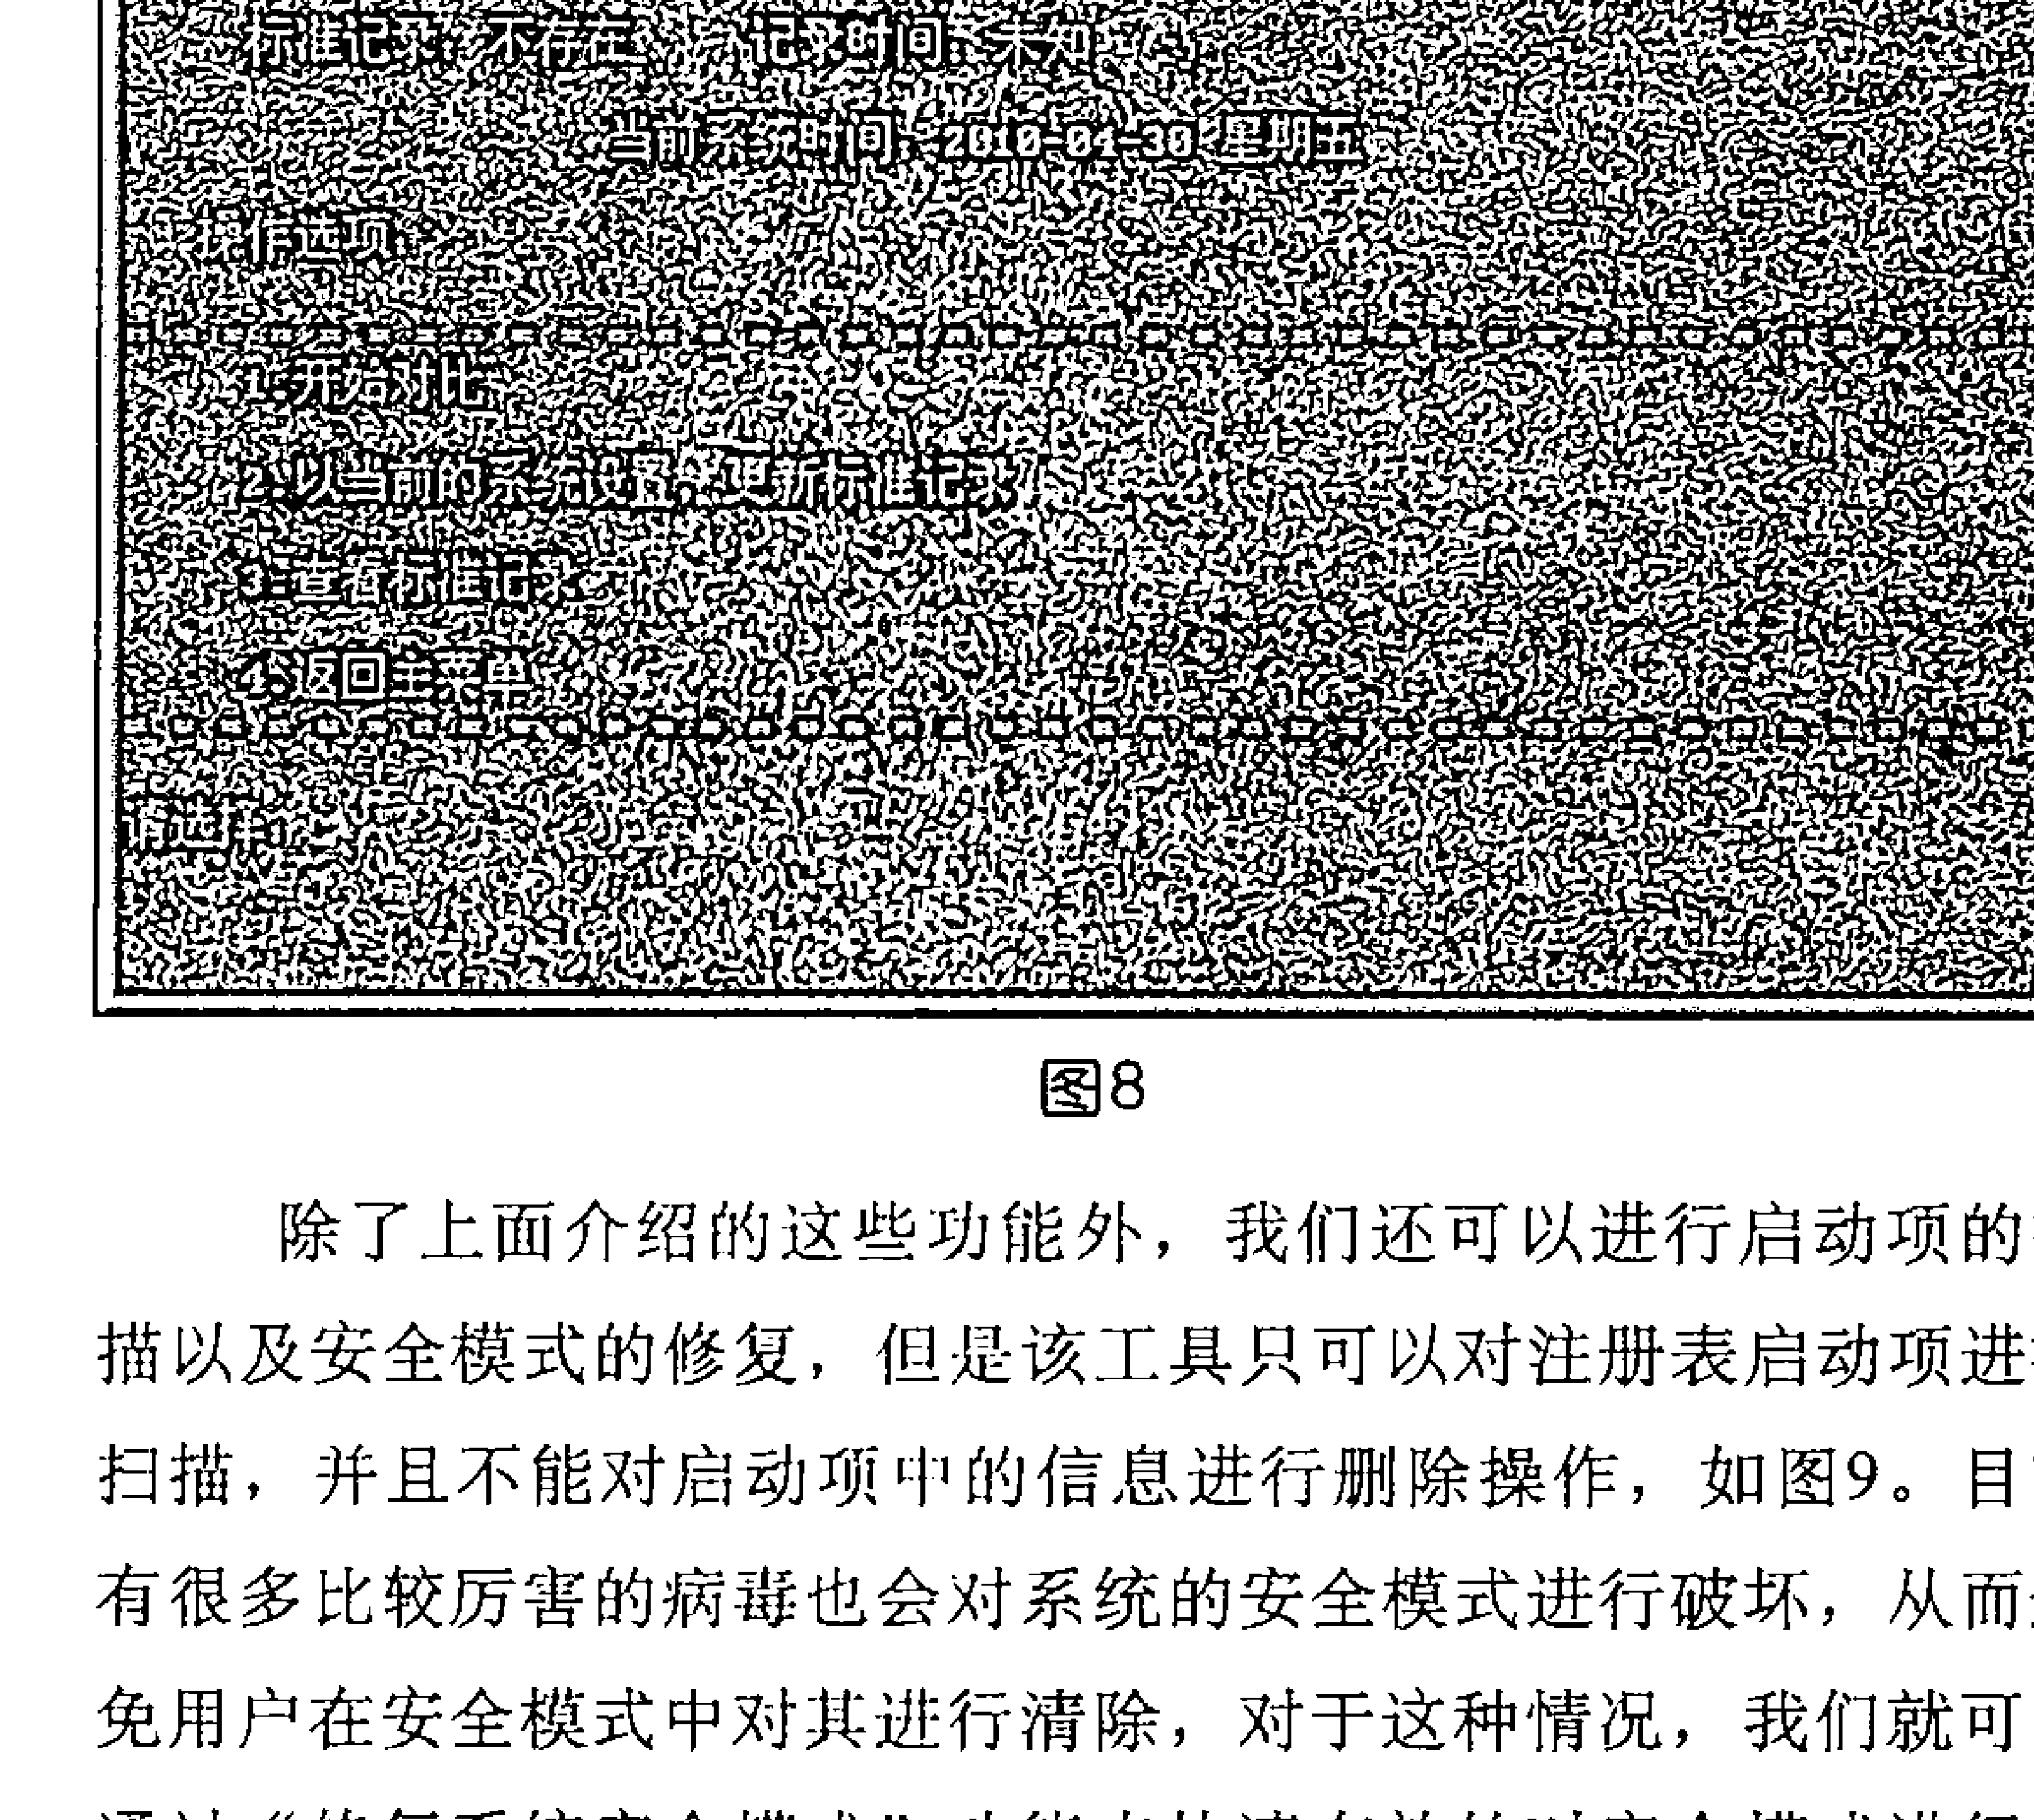 标准记录: 不存在 记录时间: 未知
当前系统时间: 2010-04-30 星期五
操作选项:
1.开始对比
2.以当前的系统设置,更新标准记录
3.查看标准记录
4.返回主菜单
请选择:
图8
除了上面介绍的这些功能外，我们还可以进行启动项的
描以及安全模式的修复，但是该工具只可以对注册表启动项进
扫描，并且不能对启动项中的信息进行删除操作，如图9。目
有很多比较厉害的病毒也会对系统的安全模式进行破坏，从而
免用户在安全模式中对其进行清除，对于这种情况，我们就可